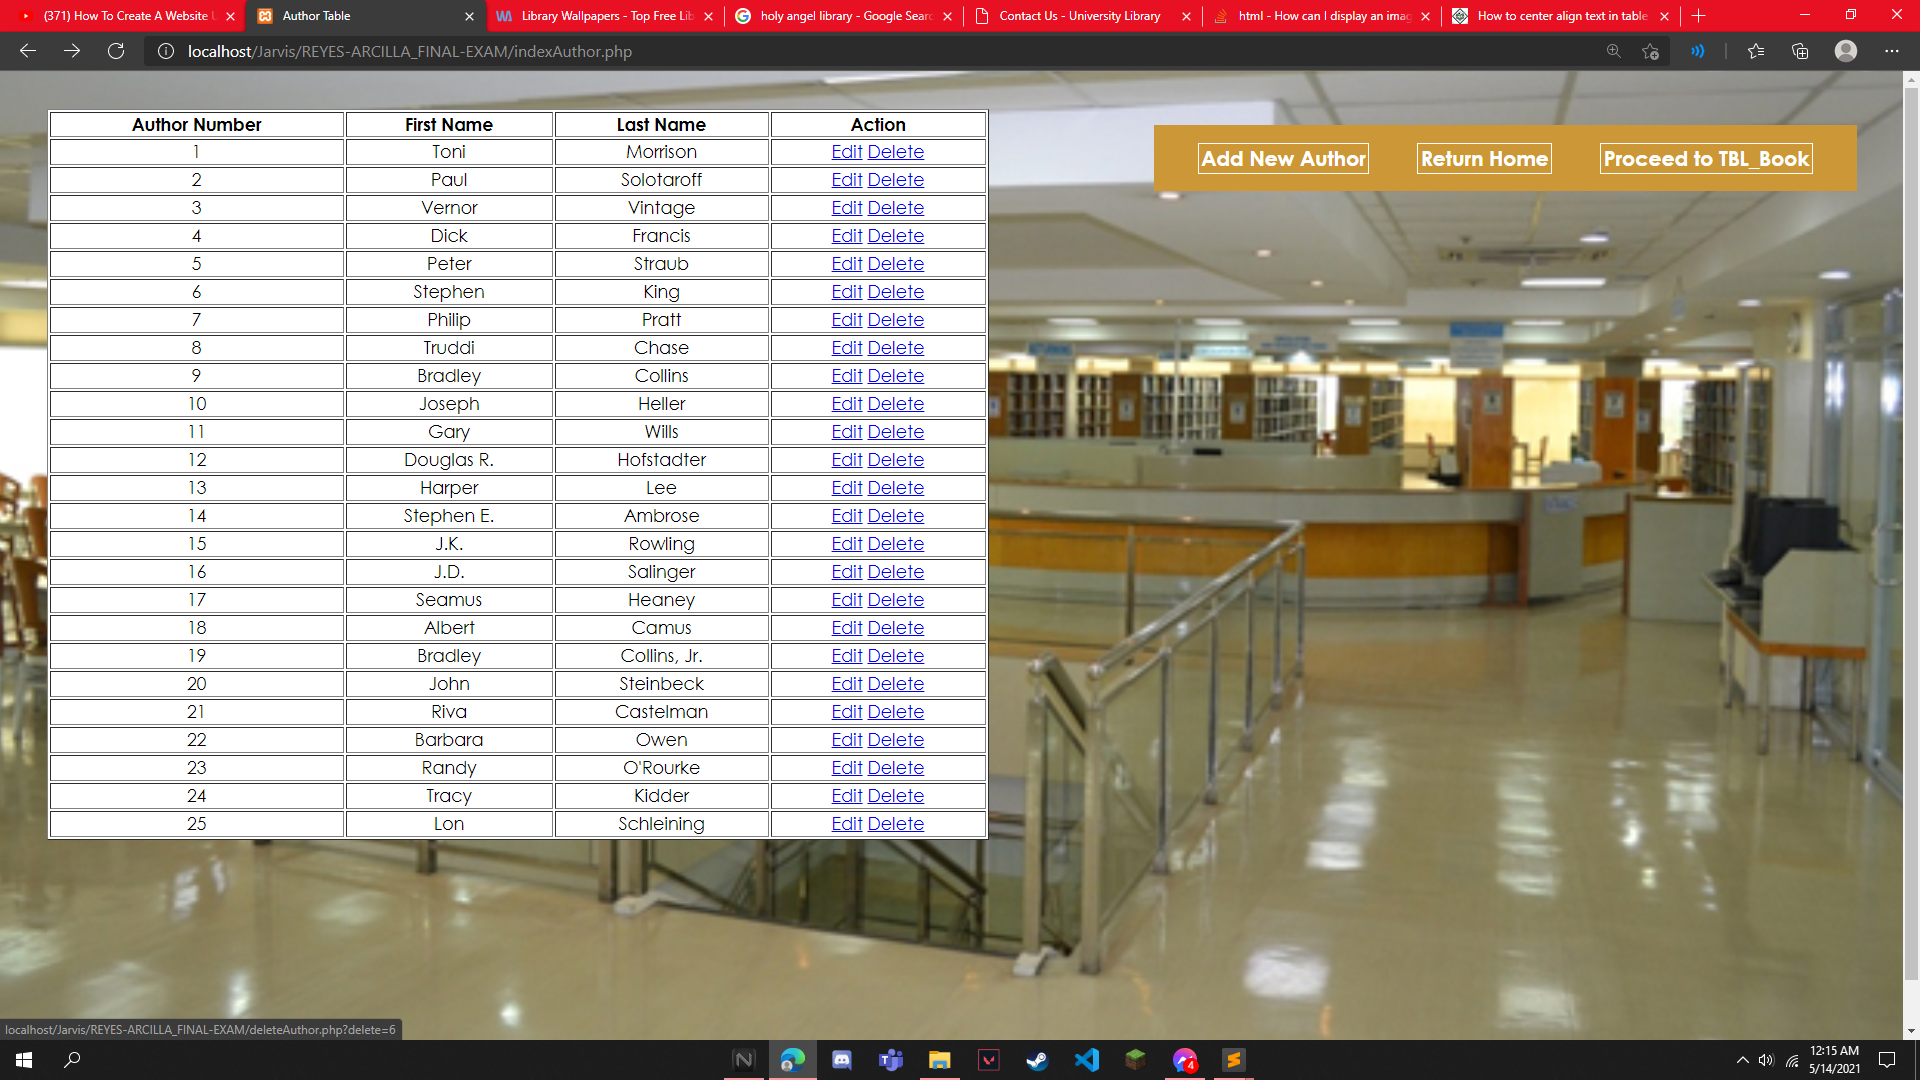 (371) How To Create A Website U
Author Table
Library Wallpapers - Top Free Lib
holy angel library - Google Searc
Contact Us - University Library
html - How can I display an imag
How to center align text in table
localhost/Jarvis/REYES-ARCILLA_FINAL-EXAM/indexAuthor.php
Author Number First Name Last Name Action
1 Toni Morrison Edit Delete
2 Paul Solotaroff Edit Delete
3 Vernor Vintage Edit Delete
4 Dick Francis Edit Delete
5 Peter Straub Edit Delete
6 Stephen King Edit Delete
7 Philip Pratt Edit Delete
8 Truddi Chase Edit Delete
9 Bradley Collins Edit Delete
10 Joseph Heller Edit Delete
11 Gary Wills Edit Delete
12 Douglas R. Hofstadter Edit Delete
13 Harper Lee Edit Delete
14 Stephen E. Ambrose Edit Delete
15 J.K. Rowling Edit Delete
16 J.D. Salinger Edit Delete
17 Seamus Heaney Edit Delete
18 Albert Camus Edit Delete
19 Bradley Collins, Jr. Edit Delete
20 John Steinbeck Edit Delete
21 Riva Castelman Edit Delete
22 Barbara Owen Edit Delete
23 Randy O'Rourke Edit Delete
24 Tracy Kidder Edit Delete
25 Lon Schleining Edit Delete
Add New Author Return Home Proceed to TBL_Book
localhost/Jarvis/REYES-ARCILLA_FINAL-EXAM/deleteAuthor.php?delete=6
4
12:15 AM
5/14/2021